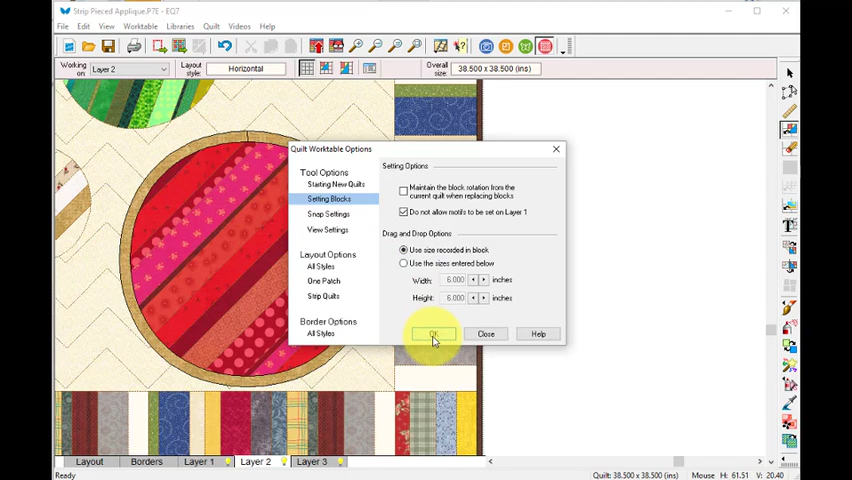 Strip Pieced Applique.P7E - EQ7
File Edit View Worktable Libraries Quilt Videos Help
Working on Layer 2 Layout style: Horizontal Overall size: 38.500 x 38.500 (ins)
Quilt Worktable Options
Setting Options
Tool Options
Starting New Quilts
Setting Blocks
Snap Settings
View Settings
Layout Options
All Styles
One Patch
Strip Quilts
Border Options
All Styles
Maintain the block rotation from the
current quilt when replacing blocks
Do not allow motifs to be set on Layer 1
Drag and Drop Options
Use size recorded in block
Use the sizes entered below
Width: 6.000 inches
Height: 6.000 inches
OK Close Help
Layout Borders Layer 1 Layer 2 Layer 3
Ready Quilt: 38.500 x 38.500 (ins) Mouse H: 61.51 V: 20.40